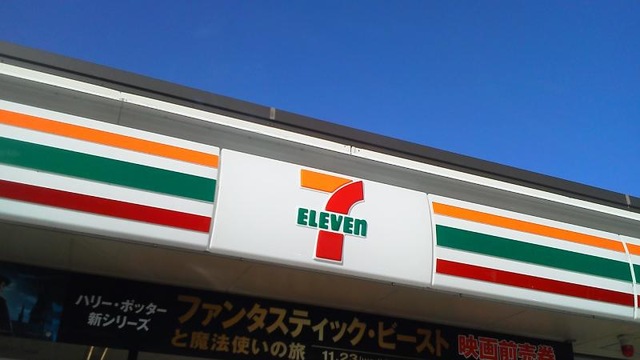 7
ELEVEn
ハリー・ポッター
新シリーズ
ファンタスティック・ビースト
と魔法使いの旅
11.23
映画前売券